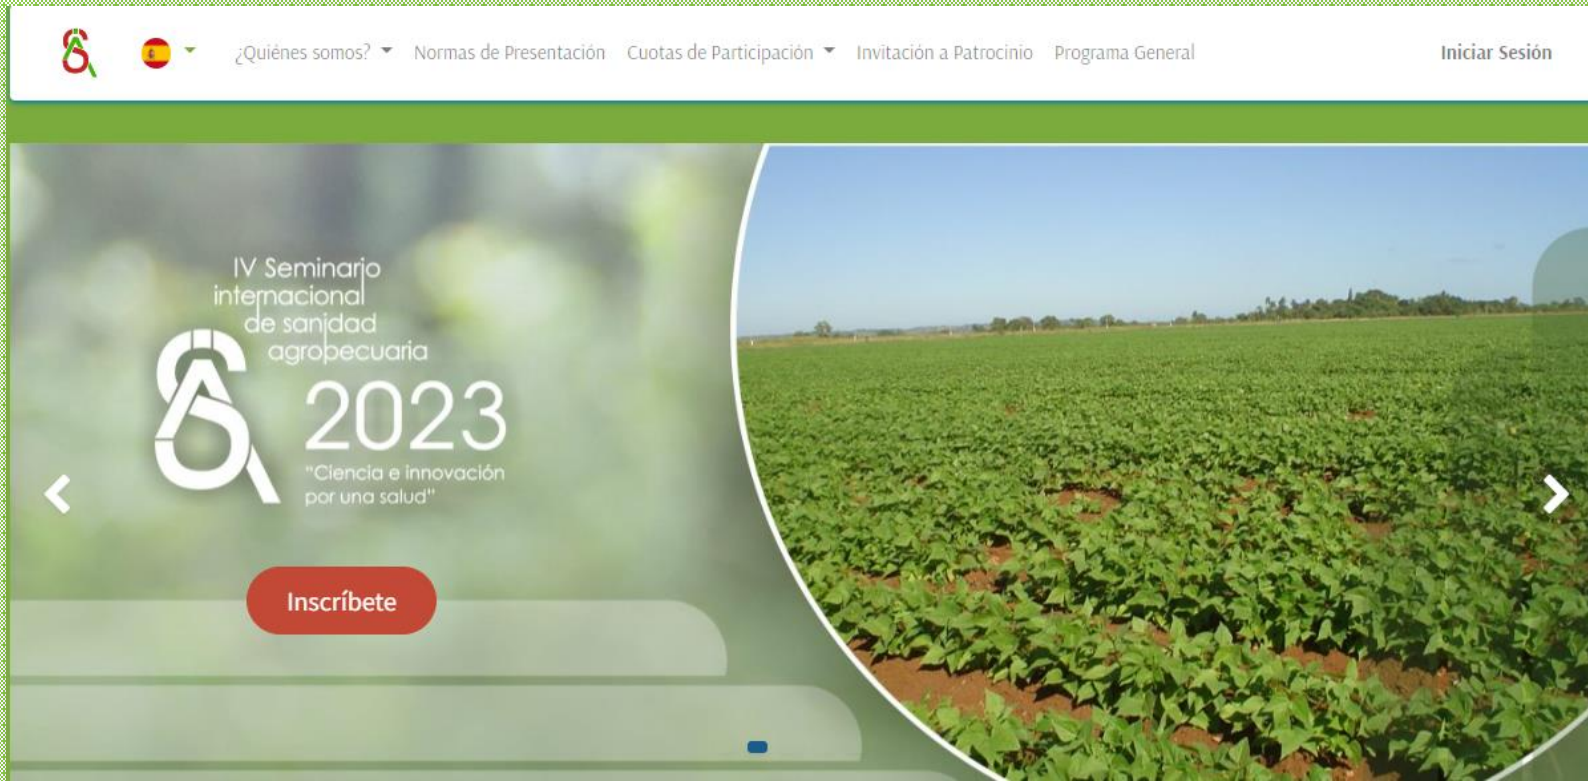 ¿Quiénes somos? Normas de Presentación Cuotas de Participación Invitación a Patrocinio Programa General Iniciar Sesión
IV Seminario
internacional
de sanidad
agropecuaria
2023
"Ciencia e innovación
por una salud"
Inscríbete